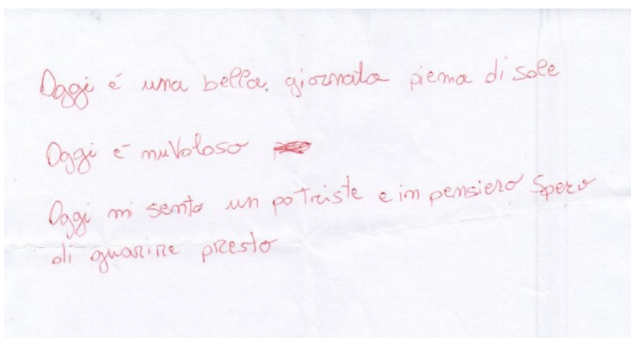 Oggi é una bella, giornata piena di sole
Oggi é nuvoloso
Oggi mi sento un po triste e in pensiero spero
di guarire presto